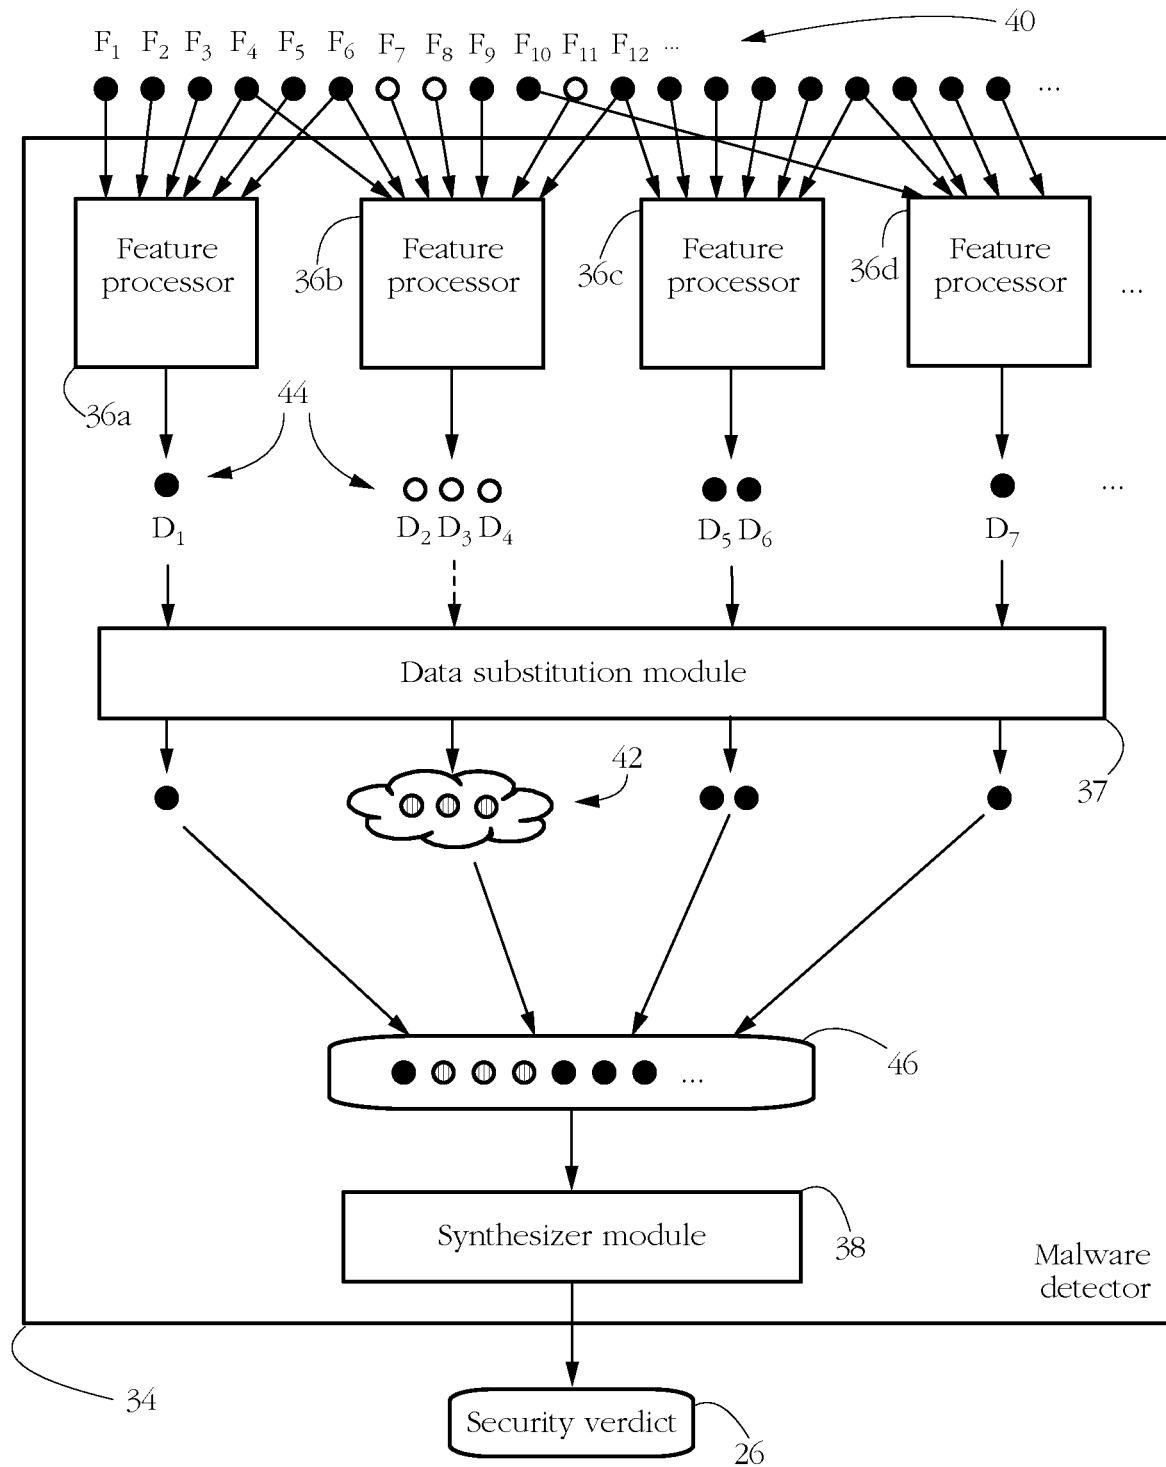 40
F₁ F₂ F₃ F₄ F₅ F₆ F₇ F₈ F₉ F₁₀ F₁₁ F₁₂ ...
...
Feature processor
Feature processor
Feature processor
Feature processor
36b
36c
36d
...
36a
44
...
D₁
D₂ D₃ D₄
D₅ D₆
D₇
Data substitution module
42
37
46
...
Synthesizer module
38
Malware
detector
34
Security verdict
26